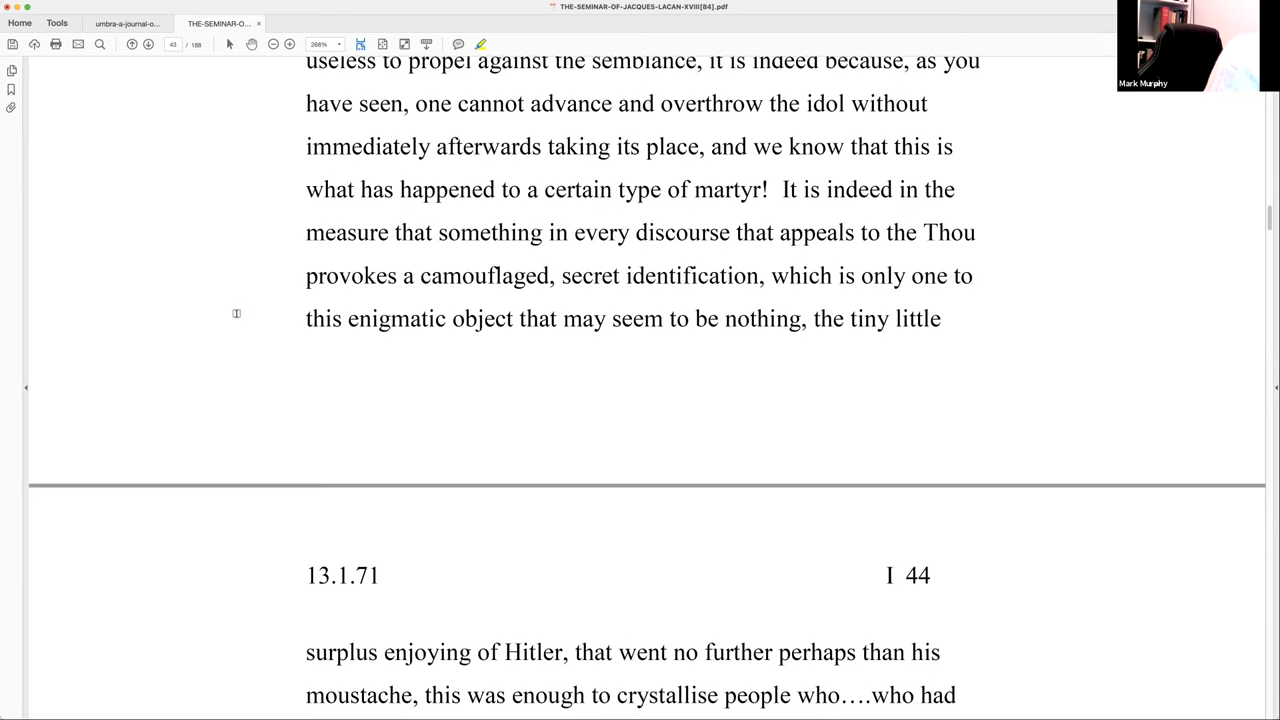 THE-SEMINAR-OF-JACQUES-LACAN-XVIII[84].pdf
Home Tools umbra-a-journal-o... THE-SEMINAR-O... ×
43 / 188 268%
Mark Murphy
useless to propel against the semblance, it is indeed because, as you
have seen, one cannot advance and overthrow the idol without
immediately afterwards taking its place, and we know that this is
what has happened to a certain type of martyr! It is indeed in the
measure that something in every discourse that appeals to the Thou
provokes a camouflaged, secret identification, which is only one to
this enigmatic object that may seem to be nothing, the tiny little
13.1.71 I 44
surplus enjoying of Hitler, that went no further perhaps than his
moustache, this was enough to crystallise people who….who had